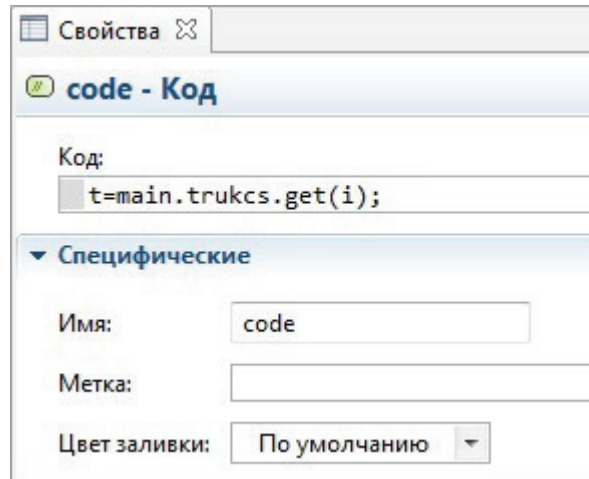 Свойства
code - Код
Код:
t=main.trukcs.get(i);
Специфические
Имя: code
Метка:
Цвет заливки: По умолчанию